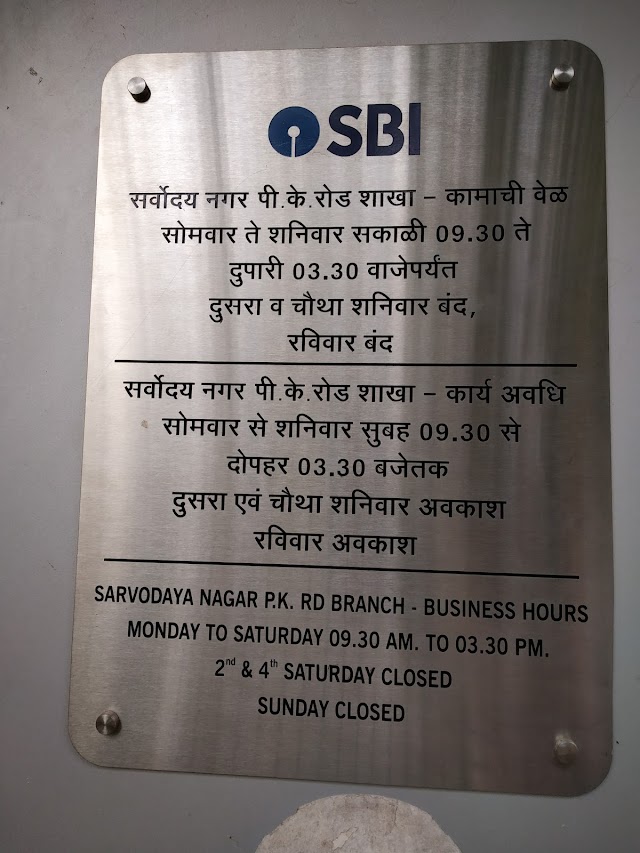 SBI
सर्वोदय नगर पी.के.रोड शाखा – कामाची वेळ
सोमवार ते शनिवार सकाळी 09.30 ते
दुपारी 03.30 वाजेपर्यंत
दुसरा व चौथा शनिवार बंद,
रविवार बंद
सर्वोदय नगर पी.के.रोड शाखा – कार्य अवधि
सोमवार से शनिवार सुबह 09.30 से
दोपहर 03.30 बजेतक
दुसरा एवं चौथा शनिवार अवकाश
रविवार अवकाश
SARVODAYA NAGAR P.K. RD BRANCH - BUSINESS HOURS
MONDAY TO SATURDAY 09.30 AM. TO 03.30 PM.
2nd & 4th SATURDAY CLOSED
SUNDAY CLOSED